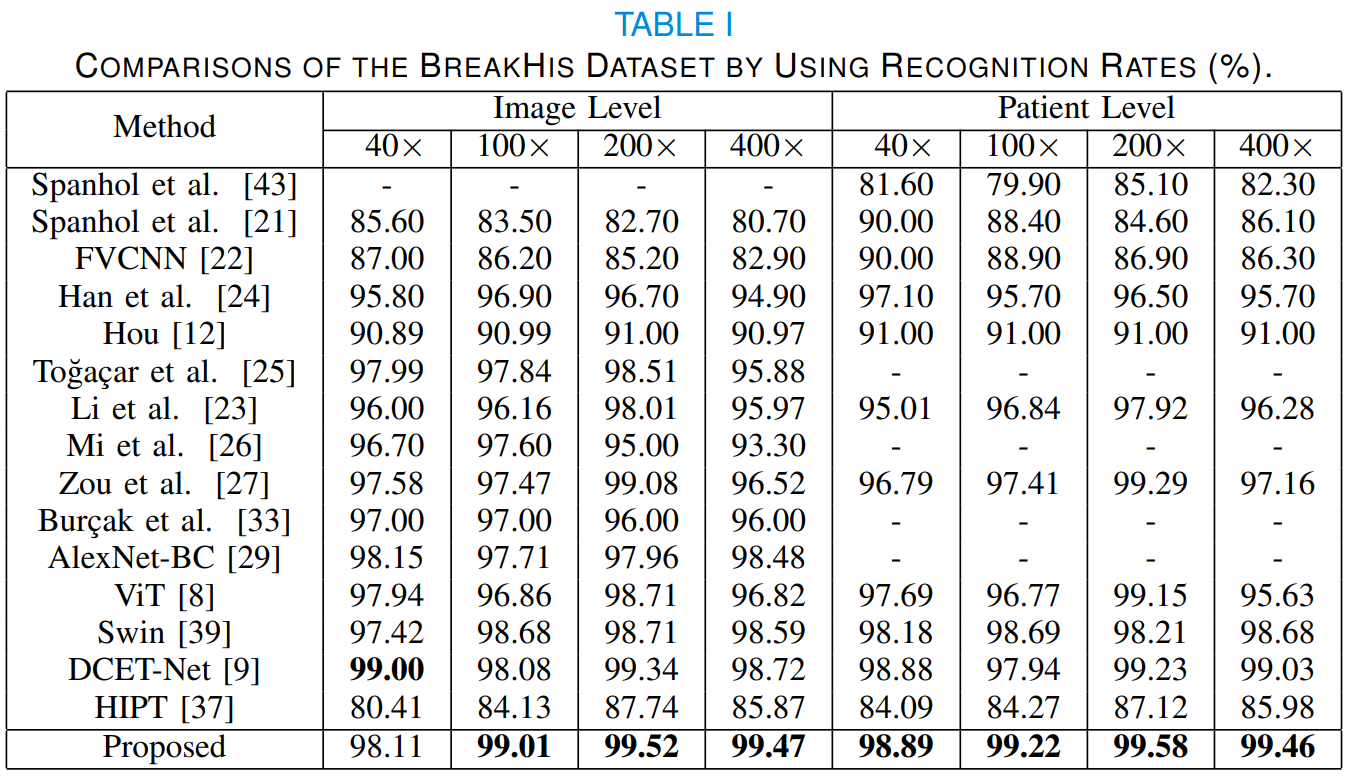 TABLE I
COMPARISONS OF THE BREAKHIS DATASET BY USING RECOGNITION RATES (%).
Method Image Level Patient Level
40× 100× 200× 400× 40× 100× 200× 400×
Spanhol et al. [43] - - - - 81.60 79.90 85.10 82.30
Spanhol et al. [21] 85.60 83.50 82.70 80.70 90.00 88.40 84.60 86.10
FVCNN [22] 87.00 86.20 85.20 82.90 90.00 88.90 86.90 86.30
Han et al. [24] 95.80 96.90 96.70 94.90 97.10 95.70 96.50 95.70
Hou [12] 90.89 90.99 91.00 90.97 91.00 91.00 91.00 91.00
Toğaçar et al. [25] 97.99 97.84 98.51 95.88 - - - -
Li et al. [23] 96.00 96.16 98.01 95.97 95.01 96.84 97.92 96.28
Mi et al. [26] 96.70 97.60 95.00 93.30 - - - -
Zou et al. [27] 97.58 97.47 99.08 96.52 96.79 97.41 99.29 97.16
Burçak et al. [33] 97.00 97.00 96.00 96.00 - - - -
AlexNet-BC [29] 98.15 97.71 97.96 98.48 - - - -
ViT [8] 97.94 96.86 98.71 96.82 97.69 96.77 99.15 95.63
Swin [39] 97.42 98.68 98.71 98.59 98.18 98.69 98.21 98.68
DCET-Net [9] 99.00 98.08 99.34 98.72 98.88 97.94 99.23 99.03
HIPT [37] 80.41 84.13 87.74 85.87 84.09 84.27 87.12 85.98
Proposed 98.11 99.01 99.52 99.47 98.89 99.22 99.58 99.46